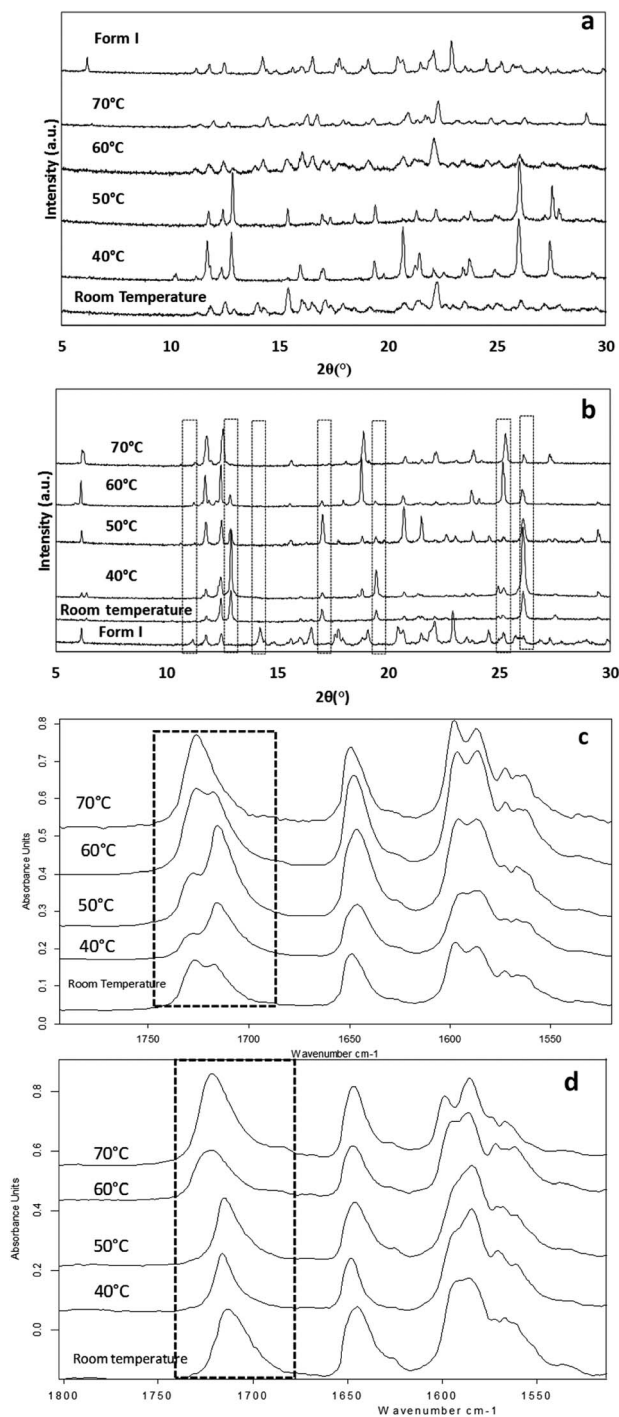 a
Form I
70°C
60°C
50°C
40°C
Room Temperature
Intensity (a.u.)
5 10 15 20 25 30
2θ(°)
b
70°C
60°C
50°C
40°C
Room temperature
Form I
Intensity (a.u.)
5 10 15 20 25 30
2θ(°)
c
0.8
0.7
0.6
0.5
0.4
0.3
0.2
0.1
0.0
Absorbance Units
70°C
60°C
50°C
40°C
Room Temperature
1750 1700 1650 1600 1550
Wavenumber cm-1
d
0.8
0.6
0.4
0.2
0.0
Absorbance Units
70°C
60°C
50°C
40°C
Room temperature
1800 1750 1700 1650 1600 1550
Wavenumber cm-1